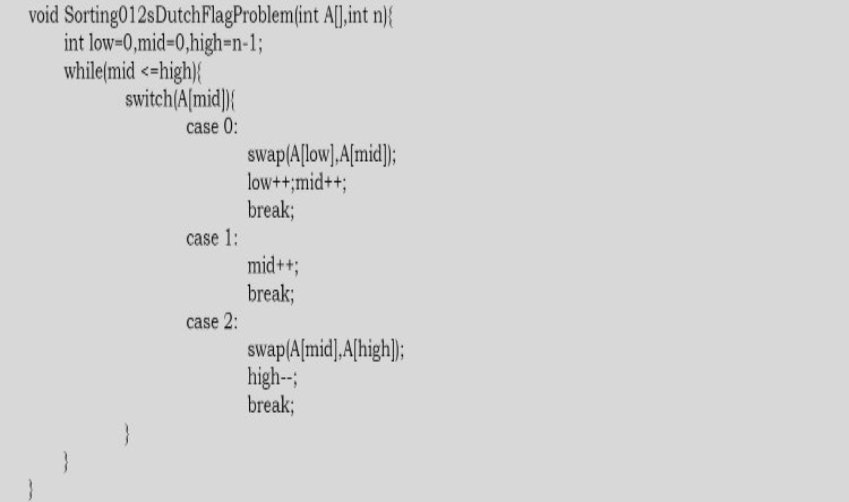 void Sorting012sDutchFlagProblem(int A[],int n){
int low=0,mid=0,high=n-1;
while(mid <=high){
switch(A[mid]){
case 0:
swap(A[low],A[mid]);
low++;mid++;
break;
case 1:
mid++;
break;
case 2:
swap(A[mid],A[high]);
high--;
break;
}
}
}